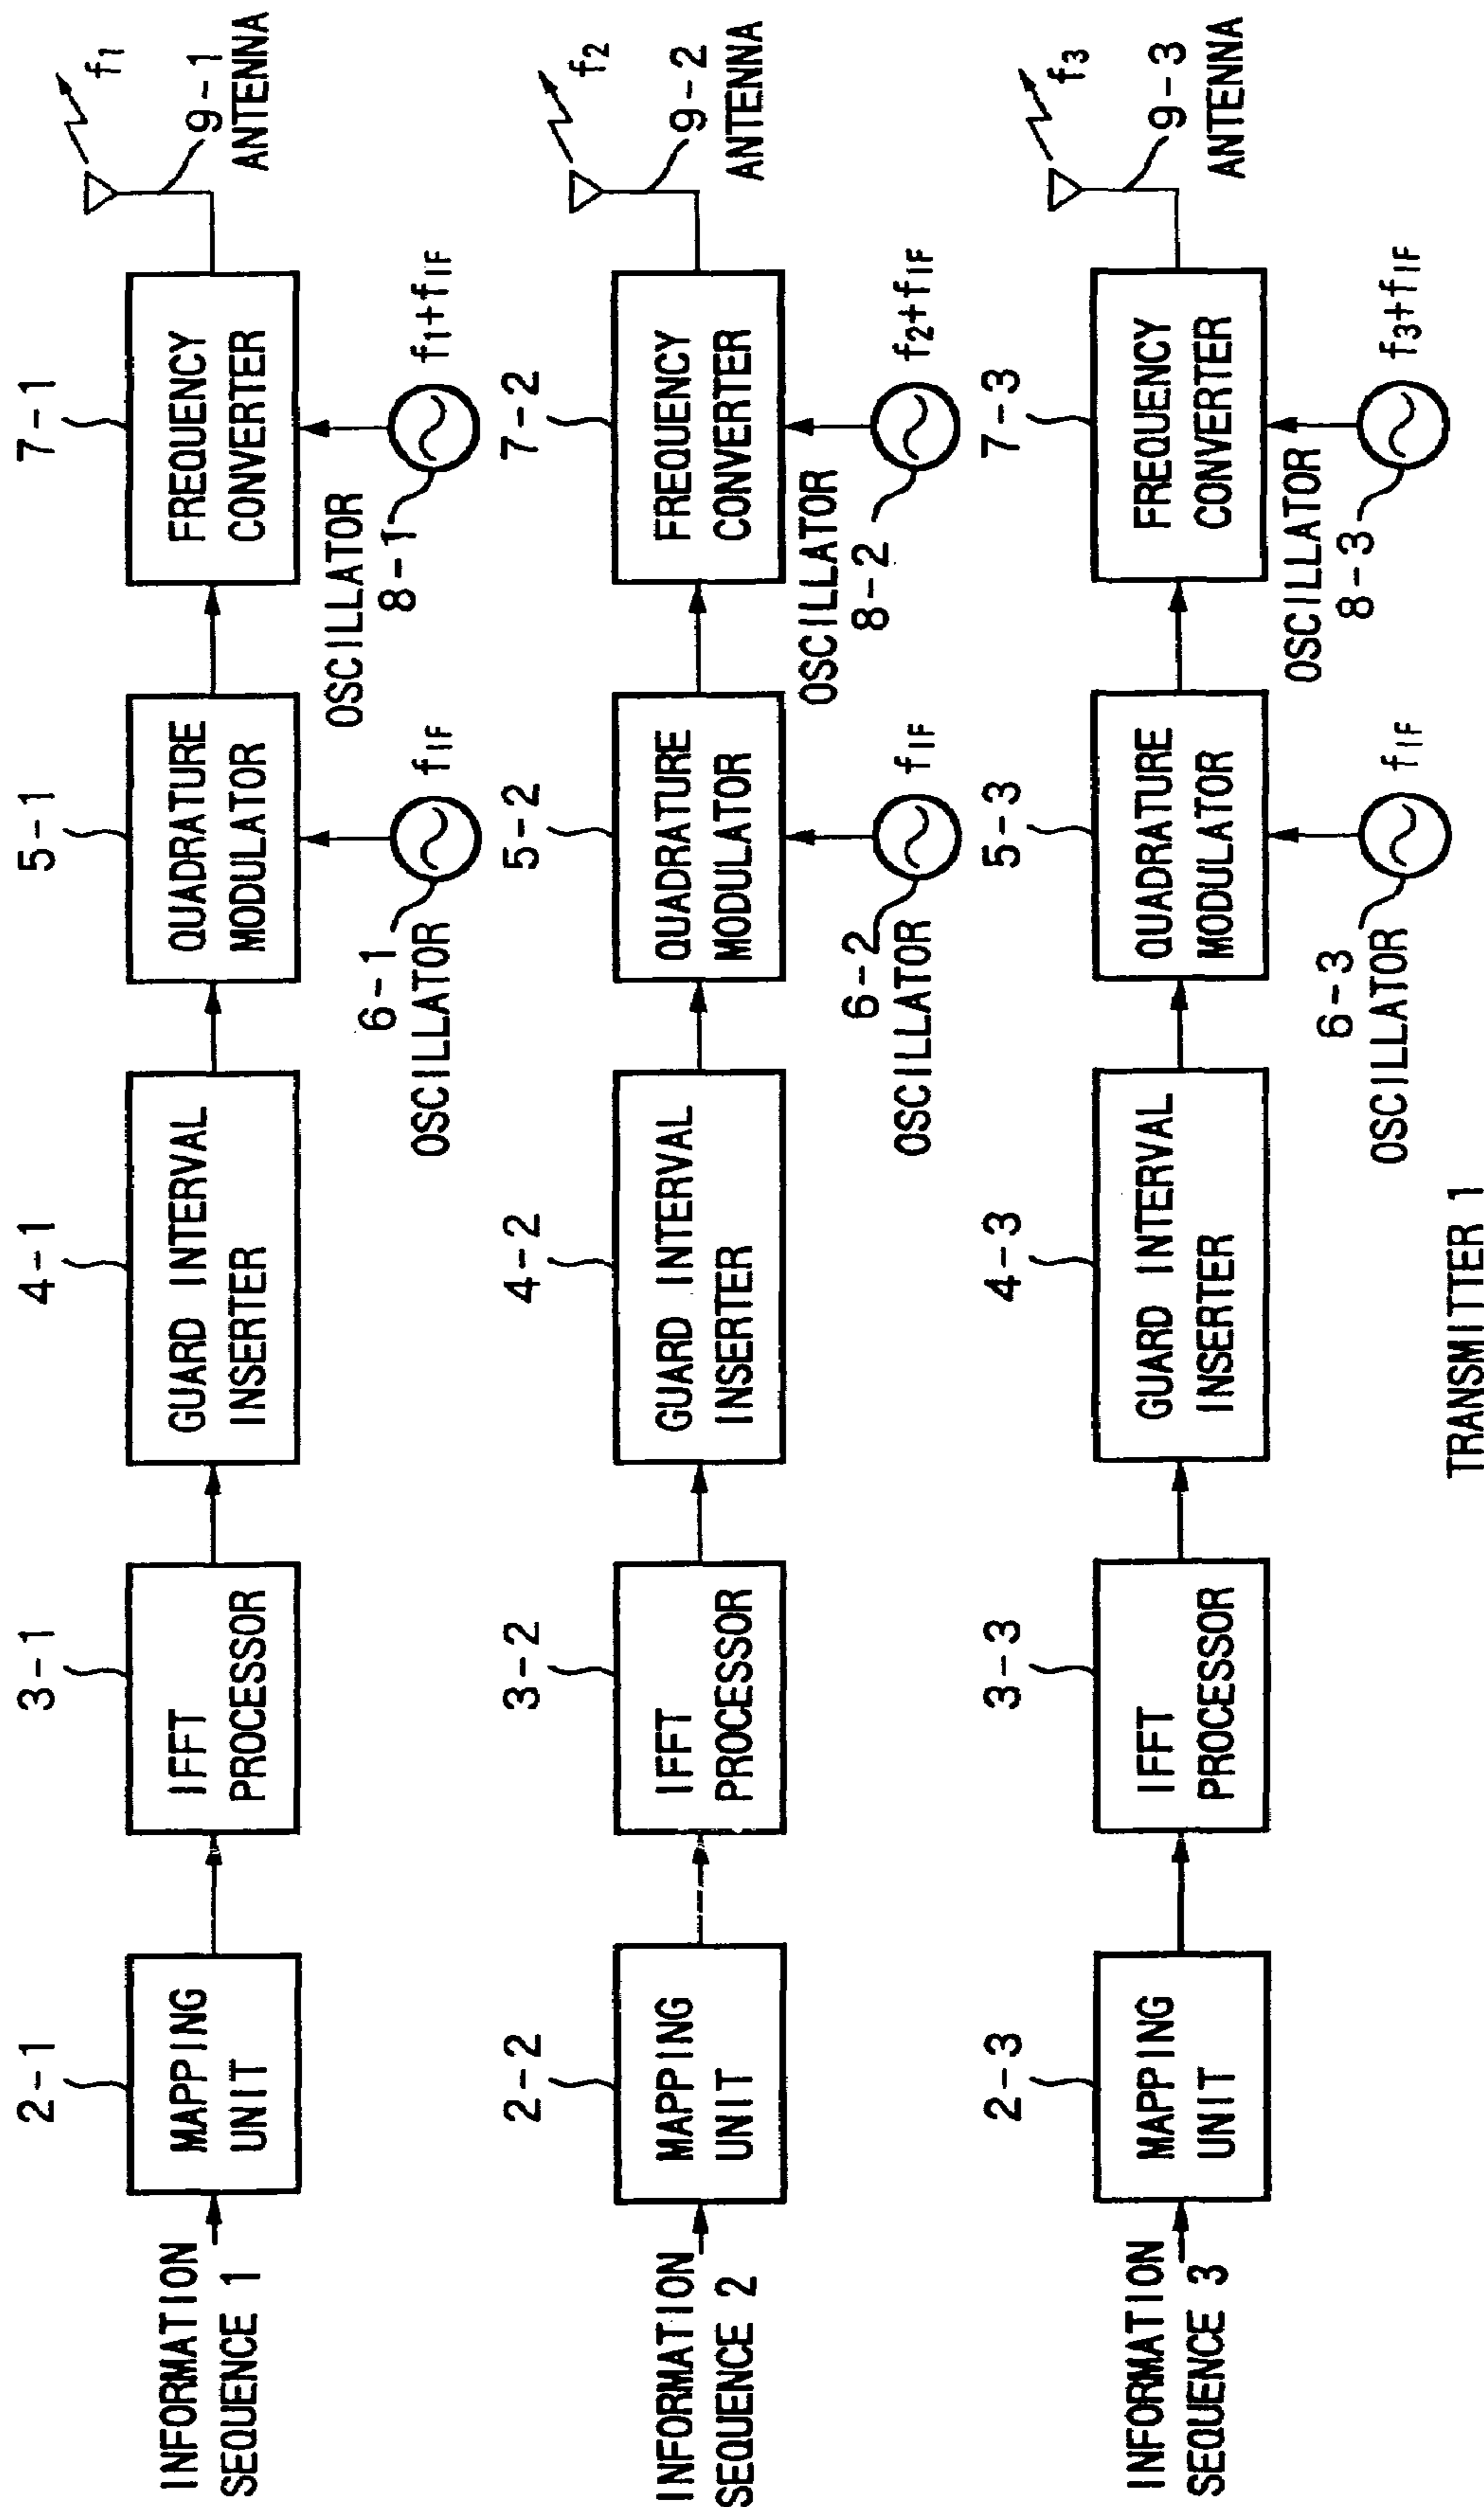 INFORMATION
SEQUENCE 1
2-1
MAPPING
UNIT
3-1
IFFT
PROCESSOR
4-1
GUARD INTERVAL
INSERTER
5-1
QUADRATURE
MODULATOR
6-1
OSCILLATOR
fIF
7-1
FREQUENCY
CONVERTER
OSCILLATOR
8-1
f1+fIF
f1
9-1
ANTENNA
INFORMATION
SEQUENCE 2
2-2
MAPPING
UNIT
3-2
IFFT
PROCESSOR
4-2
GUARD INTERVAL
INSERTER
5-2
QUADRATURE
MODULATOR
6-2
OSCILLATOR
fIF
7-2
FREQUENCY
CONVERTER
OSCILLATOR
8-2
f2+fIF
f2
9-2
ANTENNA
INFORMATION
SEQUENCE 3
2-3
MAPPING
UNIT
3-3
IFFT
PROCESSOR
4-3
GUARD INTERVAL
INSERTER
5-3
QUADRATURE
MODULATOR
6-3
OSCILLATOR
fIF
7-3
FREQUENCY
CONVERTER
OSCILLATOR
8-3
f3+fIF
f3
9-3
ANTENNA
TRANSMITTER 1